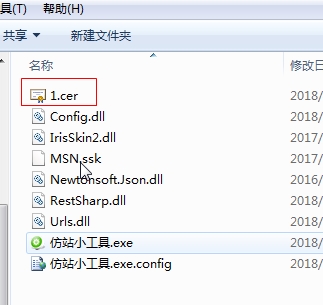 具(T) 帮助(H)
共享 新建文件夹
名称 修改日
1.cer 2018/
Config.dll 2018/
IrisSkin2.dll 2017/
MSN.ssk 2017/
Newtonsoft.Json.dll 2016/
RestSharp.dll 2018/
Urls.dll 2018/
仿站小工具.exe 2018/
仿站小工具.exe.config 2018/